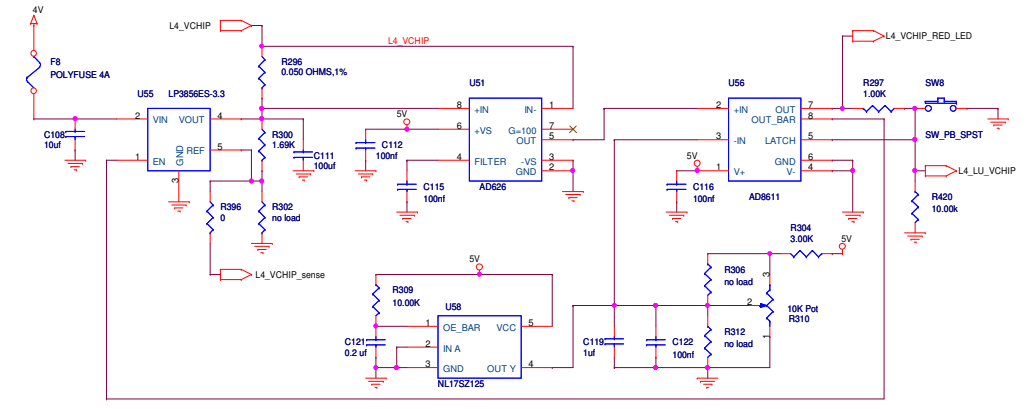 4V
F8
POLYFUSE 4A
L4_VCHIP
L4_VCHIP
R296
0.050 OHMS,1%
U55
LP3856ES-3.3
2
VIN
VOUT
4
REF
5
GND
1
EN
3
C108
10uf
R300
1.69K
C111
100uf
R396
0
R302
no load
L4_VCHIP_sense
5V
C112
100nf
C115
100nf
U51
8
+IN
IN-
1
6
+VS
G=100
7
OUT
5
4
FILTER
-VS
3
GND
2
AD626
5V
C116
100nf
U56
2
+IN
OUT
7
OUT_BAR
8
3
-IN
LATCH
5
GND
6
1
V+
V-
4
AD8611
L4_VCHIP_RED_LED
R297
1.00K
SW8
SW_PB_SPST
L4_LU_VCHIP
R420
10.00k
R304
3.00K
5V
R306
no load
3
2
10K Pot
R310
1
R312
no load
C119
1uf
C122
100nf
5V
R309
10.00K
U58
1
OE_BAR
VCC
5
2
IN A
3
GND
OUT Y
4
NL17SZ125
C121
0.2 uf